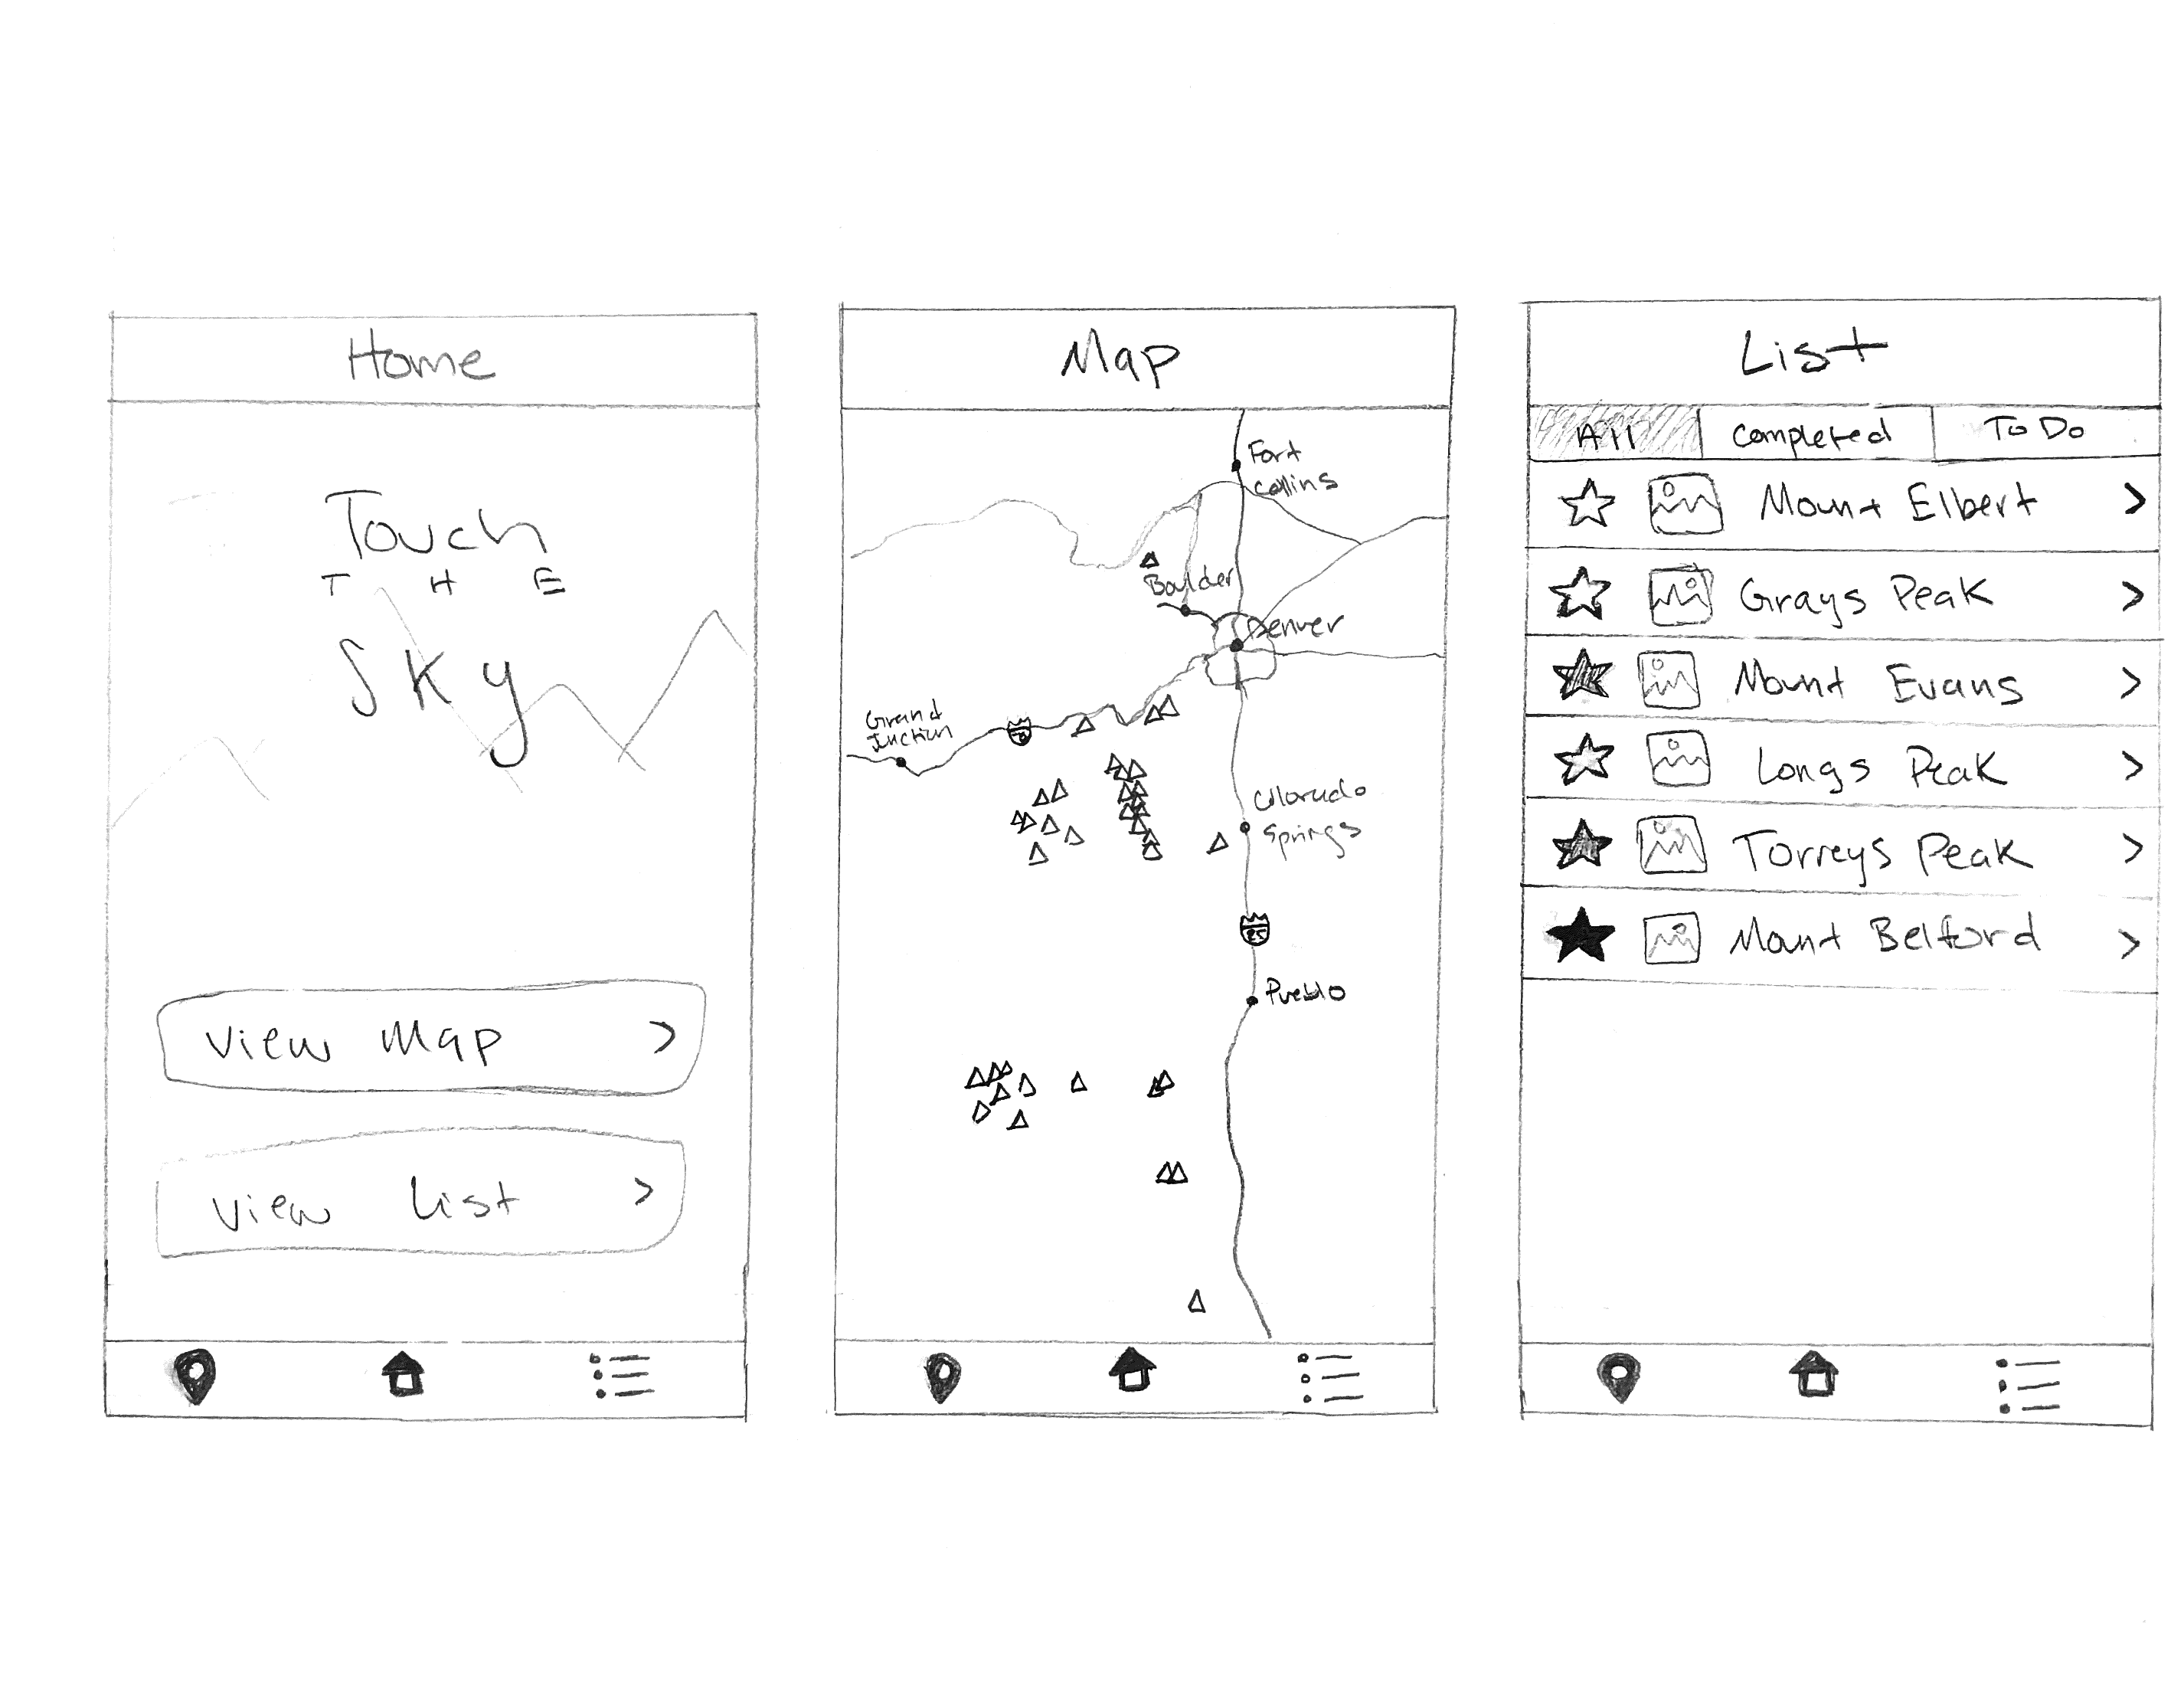 Home
Touch
T H E
Sky
View Map >
View List >
Map
Fort
Collins
Boulder
Denver
Grand
Junction
70
Colorado
Springs
25
Pueblo
List
All Completed To Do
Mount Elbert >
Grays Peak >
Mount Evans >
Longs Peak >
Torreys Peak >
Mount Belford >